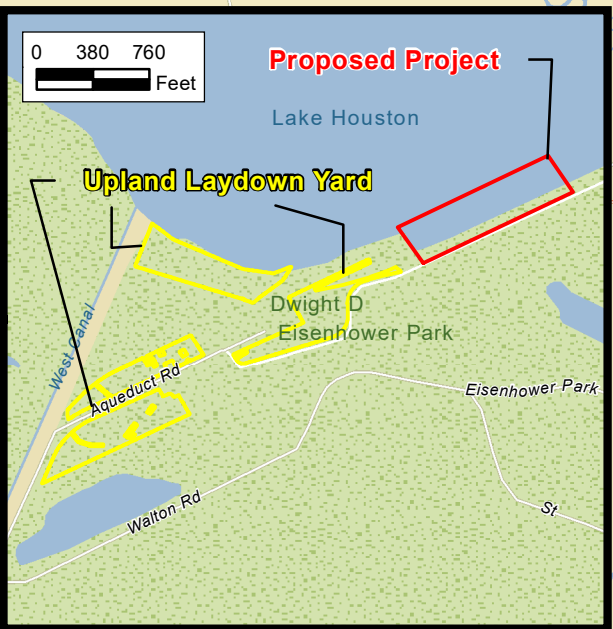 0 380 760
Feet
Proposed Project
Lake Houston
Upland Laydown Yard
West Canal
Dwight D
Eisenhower Park
Aqueduct Rd
Eisenhower Park
St
Walton Rd